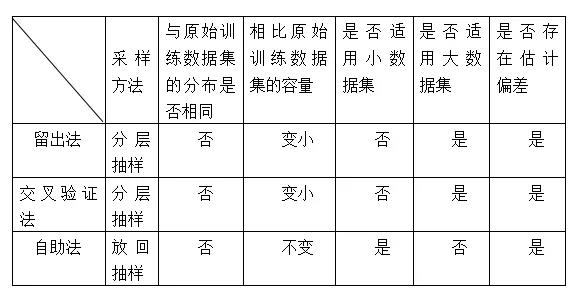 采样方法 与原始训练数据集的分布是否相同 相比原始训练数据集的容量 是否适用小数据集 是否适用大数据集 是否存在估计偏差
留出法 分层抽样 否 变小 否 是 是
交叉验证法 分层抽样 否 变小 否 是 是
自助法 放回抽样 否 不变 是 否 是